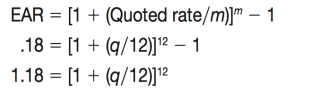 EAR = [1 + (Quoted rate/m)]ᵐ – 1
.18 = [1 + (q/12)]¹² – 1
1.18 = [1 + (q/12)]¹²